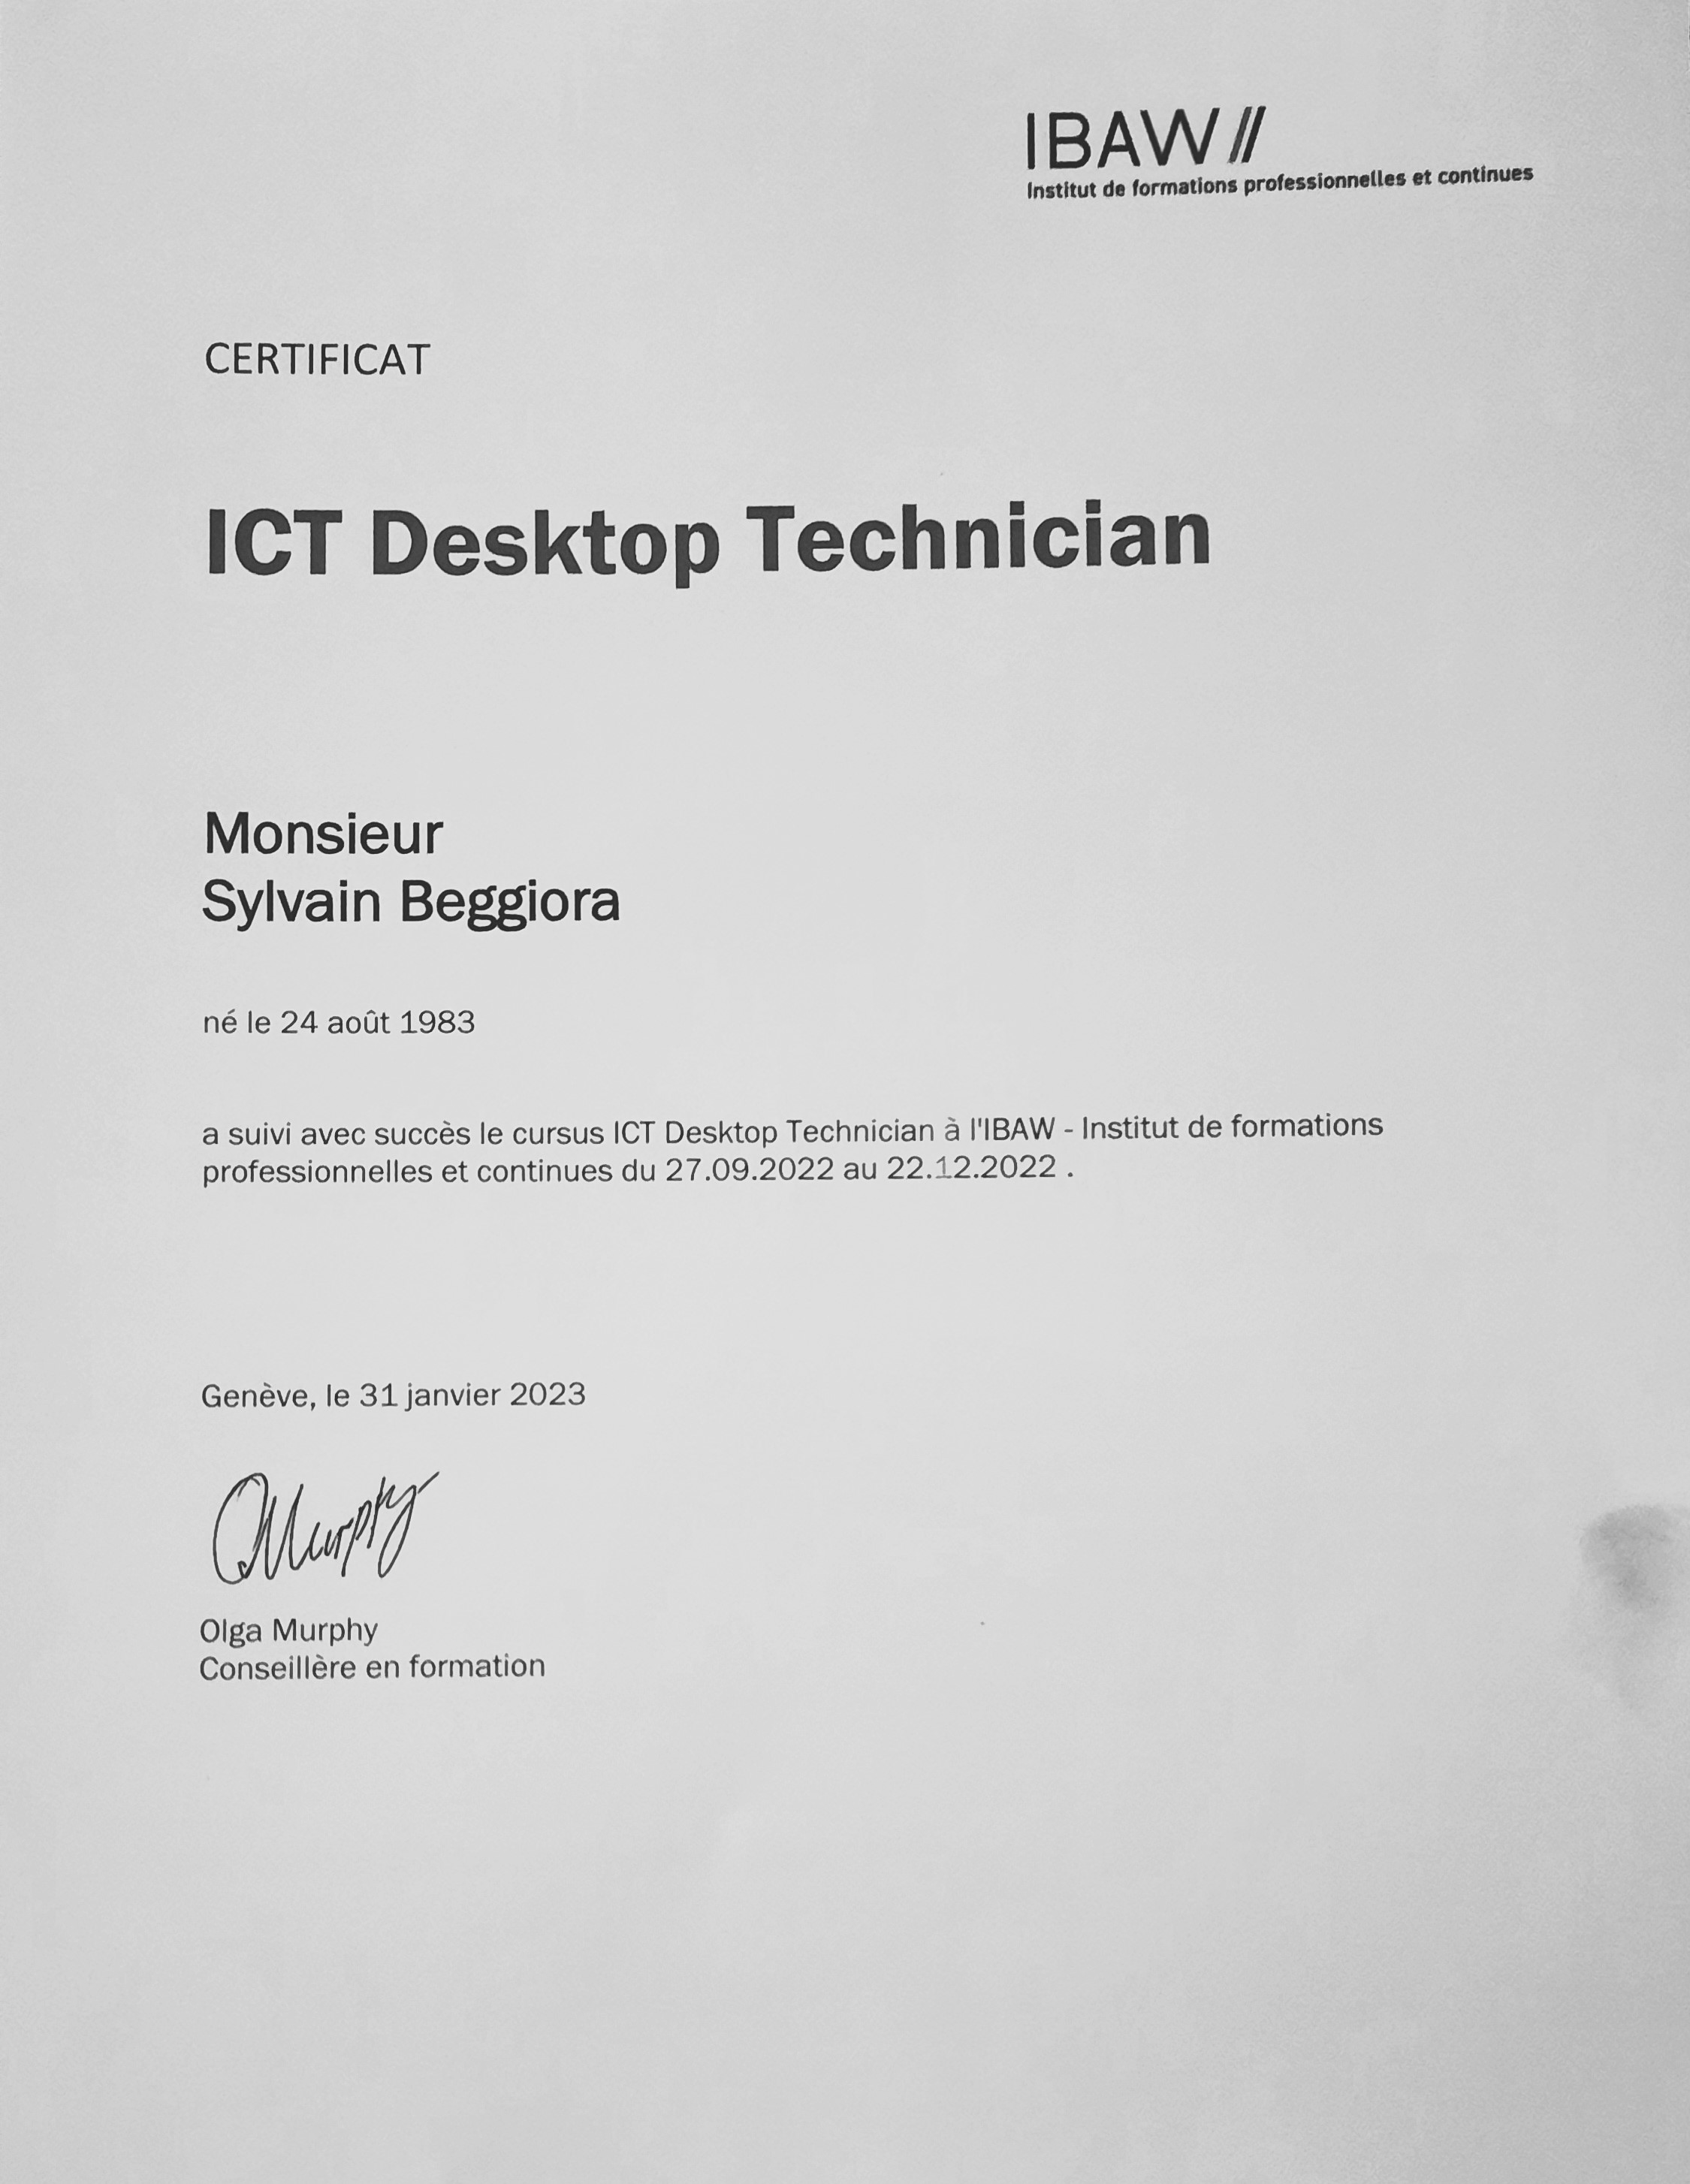 IBAW//
Institut de formations professionnelles et continues
CERTIFICAT
ICT Desktop Technician
Monsieur
Sylvain Beggiora
né le 24 août 1983
a suivi avec succès le cursus ICT Desktop Technician à l'IBAW - Institut de formations
professionnelles et continues du 27.09.2022 au 22.12.2022 .
Genève, le 31 janvier 2023
OMurphy
Olga Murphy
Conseillère en formation